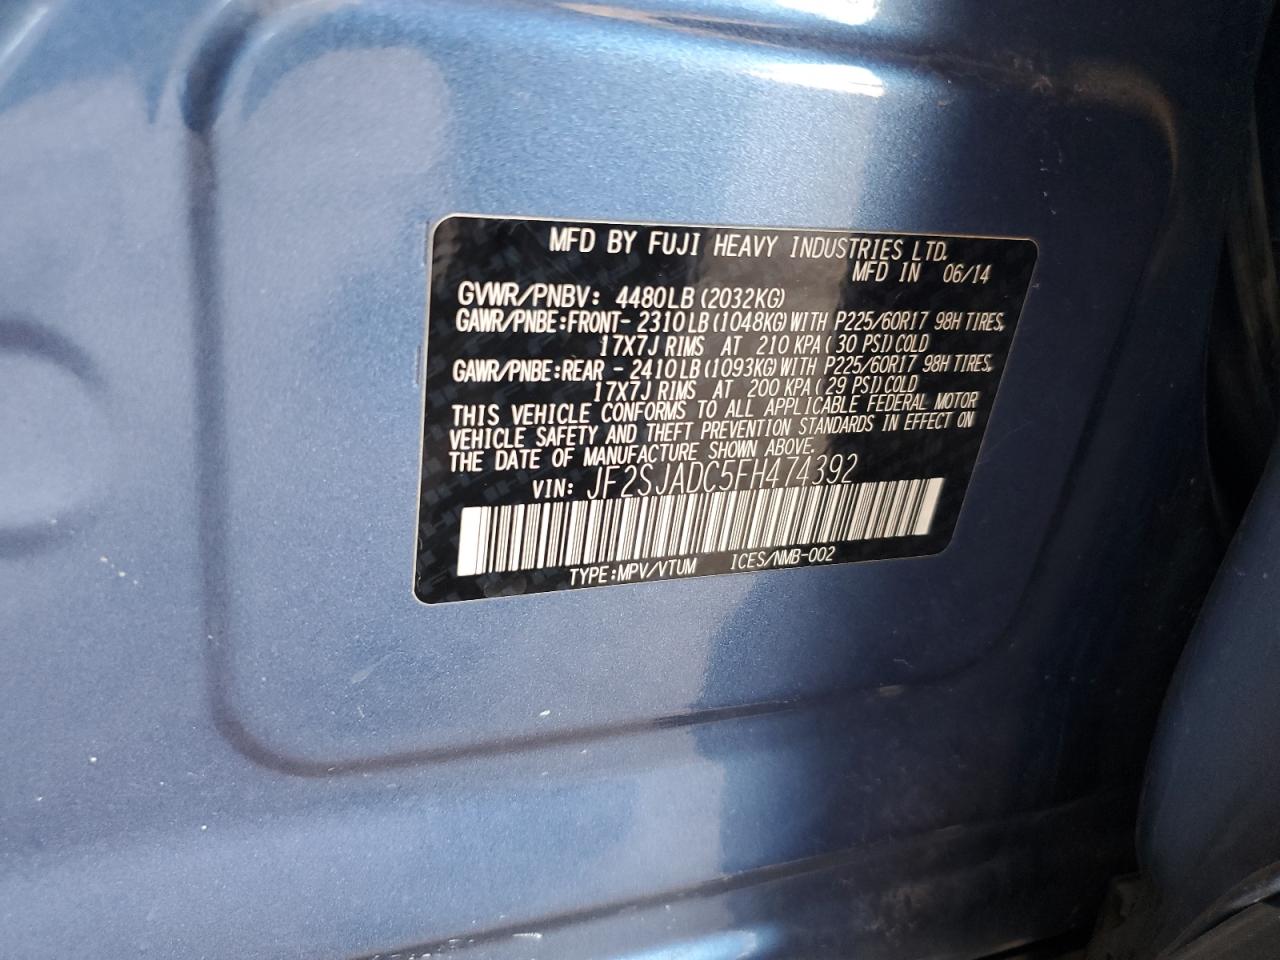 MFD BY FUJI HEAVY INDUSTRIES LTD.
MFD IN 06/14
GVWR/PNBV: 4480LB (2032KG)
GAWR/PNBE:FRONT- 2310LB (1048KG) WITH P225/60R17 98H TIRES,
17X7J RIMS AT 210 KPA ( 30 PSI) COLD
GAWR/PNBE:REAR - 2410LB (1093KG) WITH P225/60R17 98H TIRES,
17X7J RIMS AT 200 KPA ( 29 PSI) COLD
THIS VEHICLE CONFORMS TO ALL APPLICABLE FEDERAL MOTOR
VEHICLE SAFETY AND THEFT PREVENTION STANDARDS IN EFFECT ON
THE DATE OF MANUFACTURE SHOWN ABOVE.
VIN: JF2SJADC5FH474392
TYPE:MPV/VTUM ICES/NMB-002